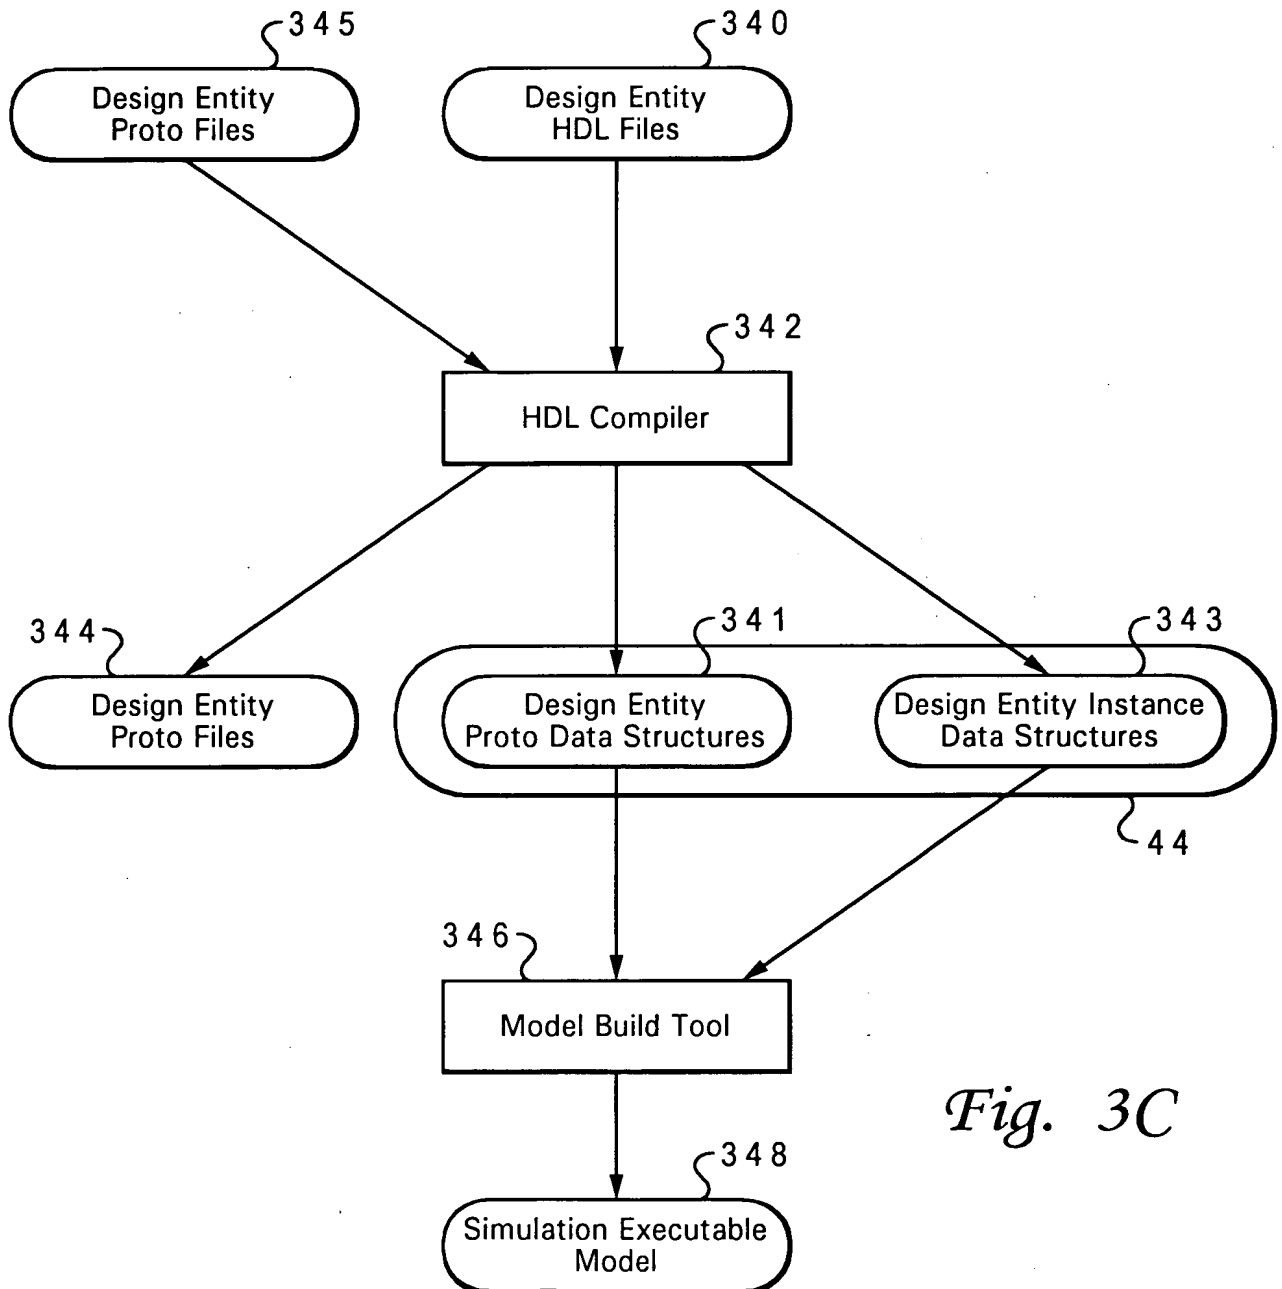 345
340
Design Entity
Proto Files
Design Entity
HDL Files
342
HDL Compiler
344
341
343
Design Entity
Proto Files
Design Entity
Proto Data Structures
Design Entity Instance
Data Structures
44
346
Model Build Tool
Fig. 3C
348
Simulation Executable
Model